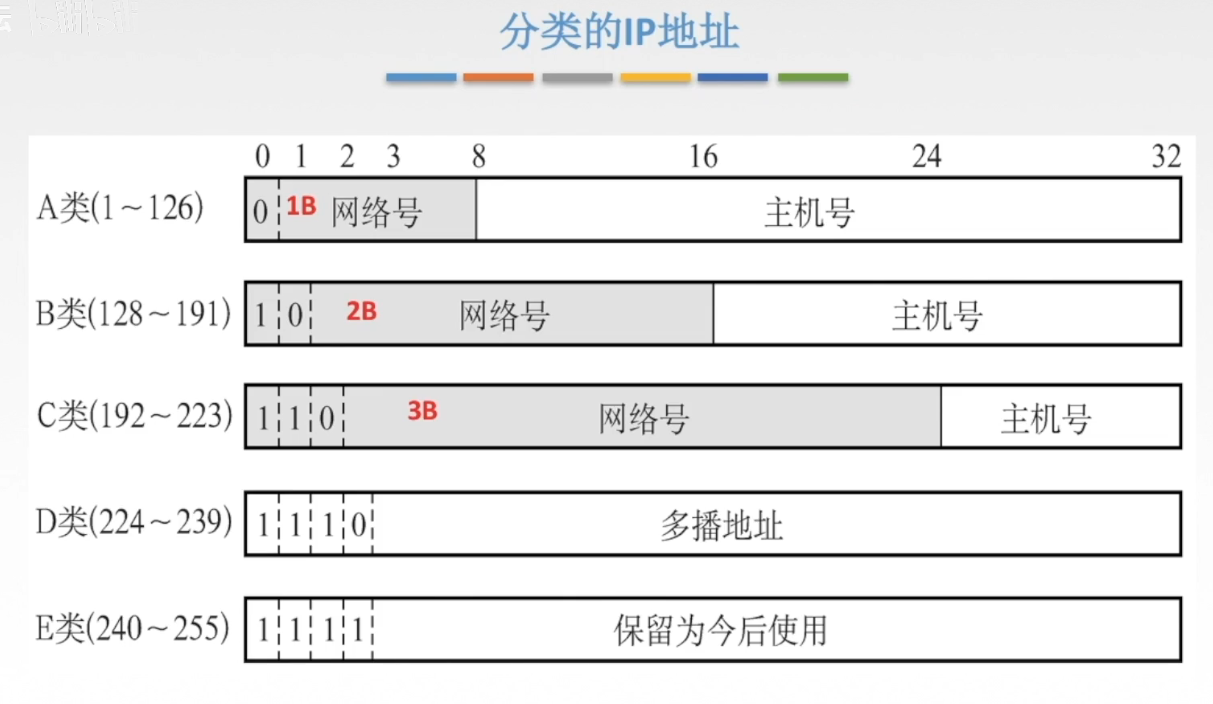 分类的IP地址
0 1 2 3 8 16 24 32
A类(1～126) 0 1B 网络号 主机号
B类(128～191) 1 0 2B 网络号 主机号
C类(192～223) 1 1 0 3B 网络号 主机号
D类(224～239) 1 1 1 0 多播地址
E类(240～255) 1 1 1 1 保留为今后使用